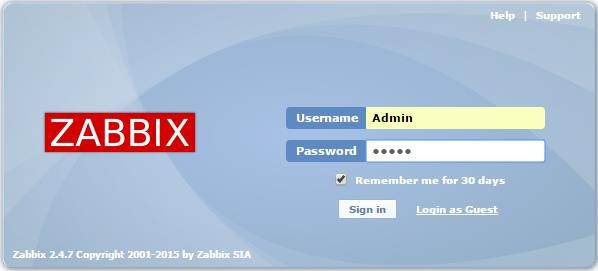 Help | Support
ZABBIX
Username Admin
Password •••••
Remember me for 30 days
Sign in Login as Guest
Zabbix 2.4.7 Copyright 2001-2015 by Zabbix SIA